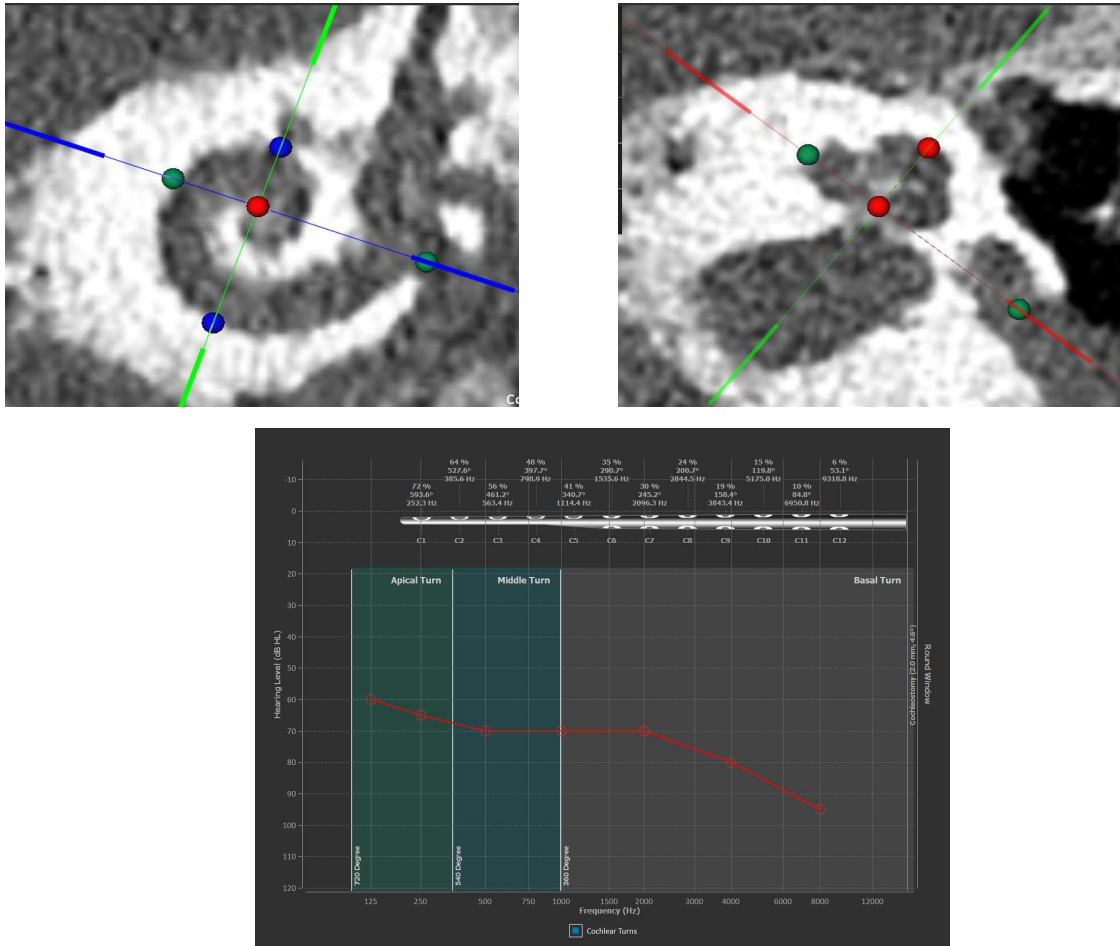 Co
64 % 48 % 35 % 24 % 15 % 6 %
527.6° 397.7° 290.7° 200.7° 119.8° 53.1°
385.6 Hz 798.9 Hz 1535.6 Hz 2844.5 Hz 5175.0 Hz 9318.8 Hz
-10
72 % 56 % 41 % 30 % 19 % 10 %
593.6° 461.2° 340.7° 245.2° 158.4° 84.8°
252.3 Hz 563.4 Hz 1114.4 Hz 2096.3 Hz 3843.4 Hz 6950.8 Hz
0
C1 C2 C3 C4 C5 C6 C7 C8 C9 C10 C11 C12
10
20
Apical Turn Middle Turn Basal Turn
30
40
50
60
70
80
90
100
110
120
Hearing Level (dB HL)
720 Degree
540 Degree
360 Degree
Cochleostomy (2.0 mm, 4.6°)
Round Window
125 250 500 750 1000 1500 2000 3000 4000 6000 8000 12000
Frequency (Hz)
Cochlear Turns